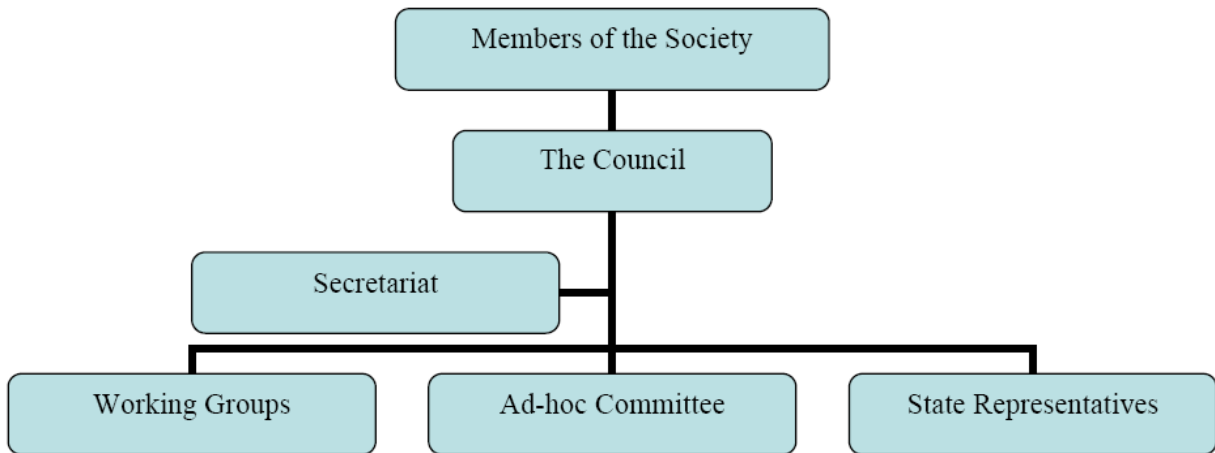 Members of the Society
The Council
Secretariat
Working Groups
Ad-hoc Committee
State Representatives